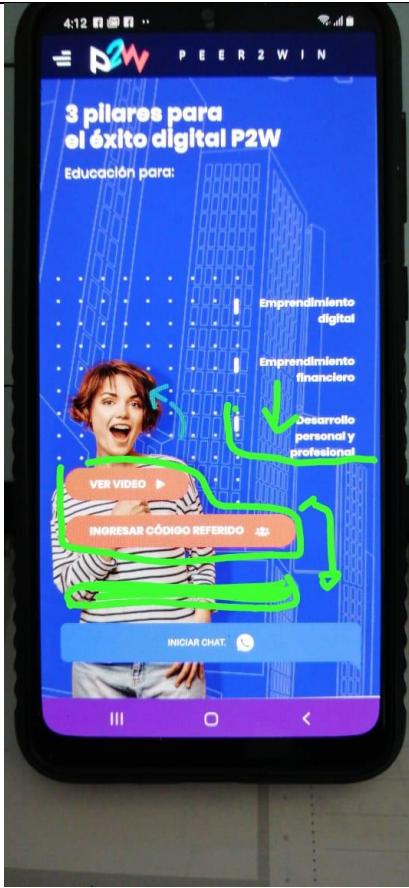 4:12
P2W PEER2WIN
3 pilares para
el éxito digital P2W
Educación para:
Emprendimiento
digital
Emprendimiento
financiero
Desarrollo
personal y
profesional
VER VIDEO
INGRESAR CÓDIGO REFERIDO
INICIAR CHAT.